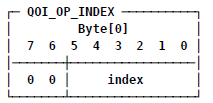 QOI_OP_INDEX
Byte[0]
7 6 5 4 3 2 1 0
0 0 index